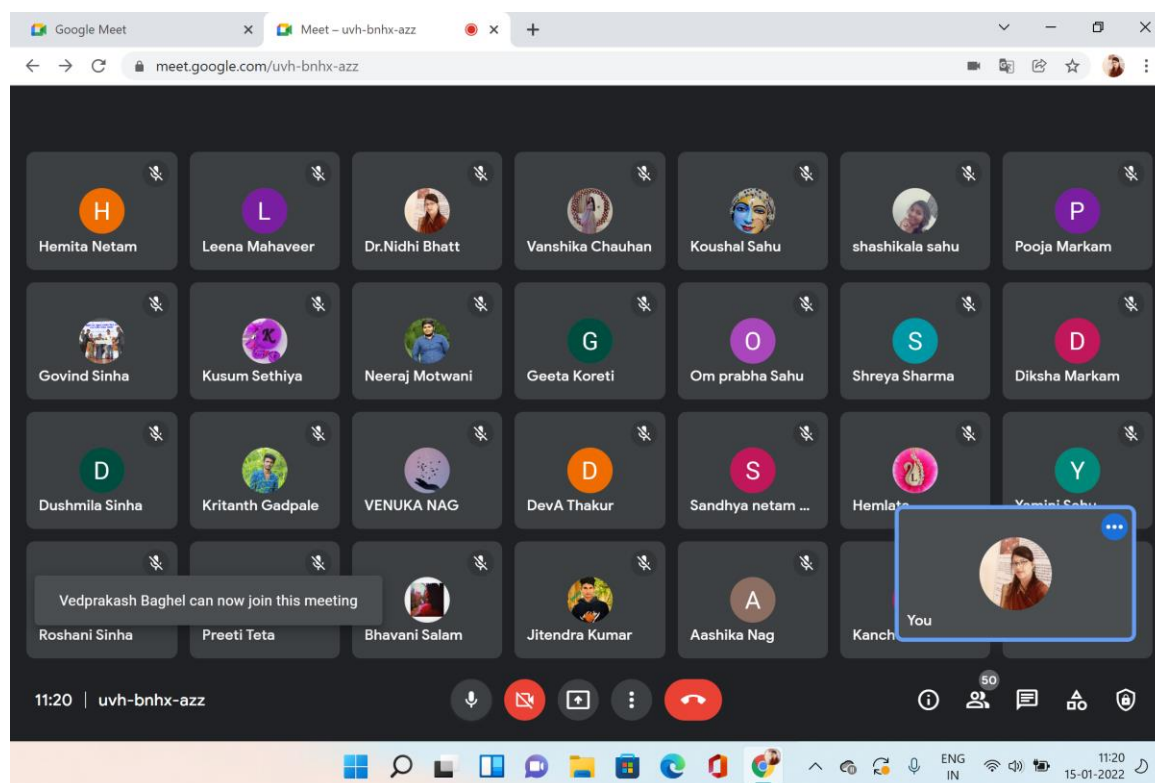 Google Meet
Meet – uvh-bnhx-azz
meet.google.com/uvh-bnhx-azz
H
L
P
Hemita Netam
Leena Mahaveer
Dr.Nidhi Bhatt
Vanshika Chauhan
Koushal Sahu
shashikala sahu
Pooja Markam
K
G
O
S
D
Govind Sinha
Kusum Sethiya
Neeraj Motwani
Geeta Koreti
Om prabha Sahu
Shreya Sharma
Diksha Markam
D
D
S
L
Y
Dushmila Sinha
Kritanth Gadpale
VENUKA NAG
DevA Thakur
Sandhya netam ...
Hemlata
Yamini Sahu
Vedprakash Baghel can now join this meeting
A
Roshani Sinha
Preeti Teta
Bhavani Salam
Jitendra Kumar
Aashika Nag
Kanch
You
11:20 | uvh-bnhx-azz
50
ENG
IN
11:20
15-01-2022